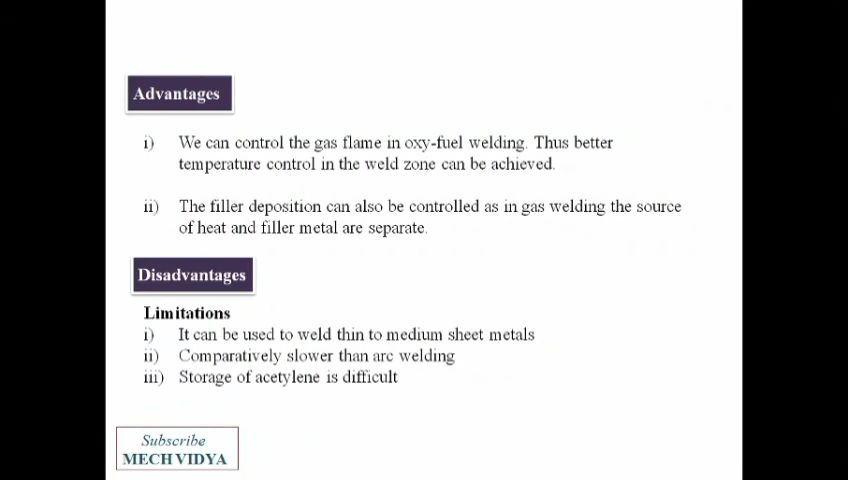 Advantages
i) We can control the gas flame in oxy-fuel welding. Thus better
temperature control in the weld zone can be achieved.
ii) The filler deposition can also be controlled as in gas welding the source
of heat and filler metal are separate.
Disadvantages
Limitations
i) It can be used to weld thin to medium sheet metals
ii) Comparatively slower than arc welding
iii) Storage of acetylene is difficult
Subscribe
MECH VIDYA